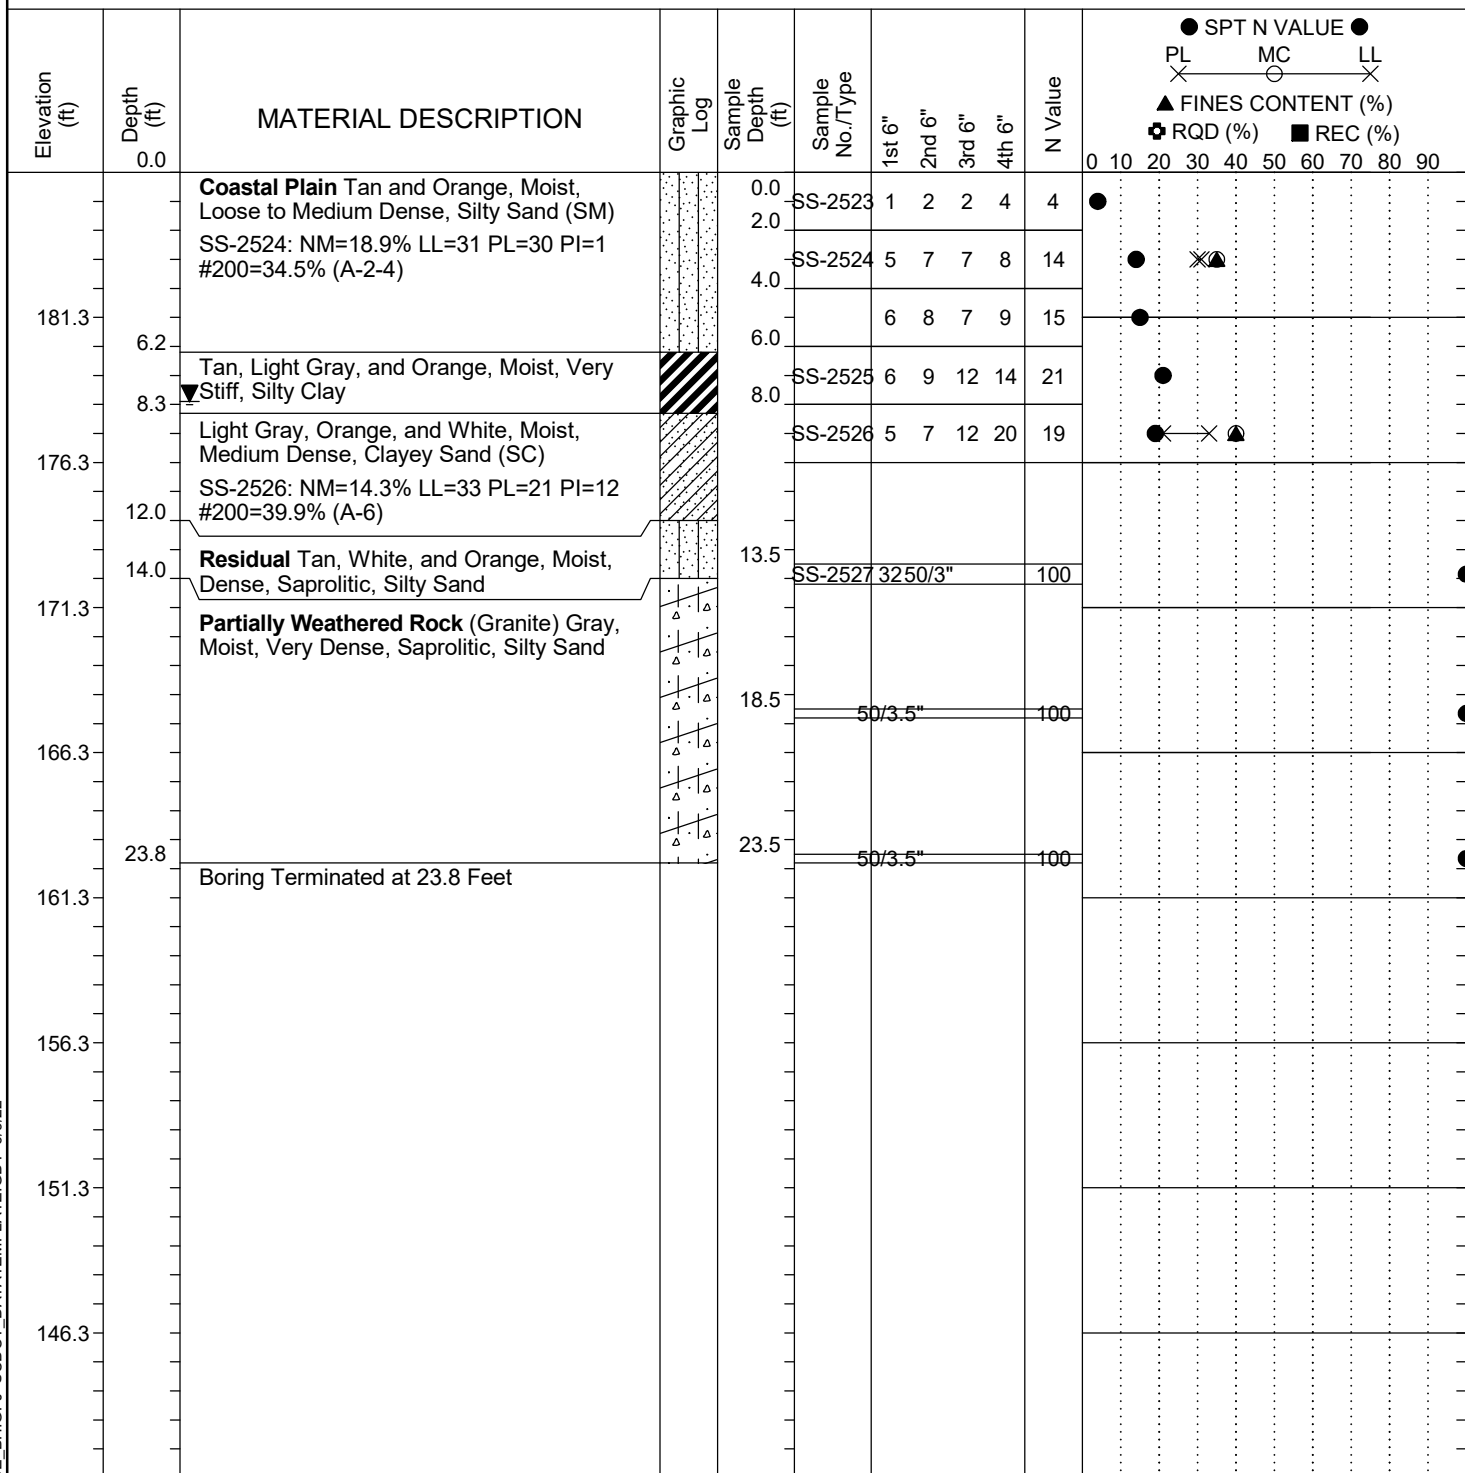 ● SPT N VALUE ●
PL MC LL
▲ FINES CONTENT (%)
RQD (%) ■ REC (%)
Elevation (ft)
Depth (ft)
MATERIAL DESCRIPTION
Graphic Log
Sample Depth (ft)
Sample No./Type
1st 6"
2nd 6"
3rd 6"
4th 6"
N Value
0.0
0 10 20 30 40 50 60 70 80 90
Coastal Plain Tan and Orange, Moist,
Loose to Medium Dense, Silty Sand (SM)
0.0
SS-2523 1 2 2 4 4
2.0
SS-2524: NM=18.9% LL=31 PL=30 PI=1
#200=34.5% (A-2-4)
SS-2524 5 7 7 8 14
4.0
181.3
6 8 7 9 15
6.2
6.0
Tan, Light Gray, and Orange, Moist, Very
Stiff, Silty Clay
SS-2525 6 9 12 14 21
8.3
8.0
Light Gray, Orange, and White, Moist,
Medium Dense, Clayey Sand (SC)
SS-2526 5 7 12 20 19
176.3
SS-2526: NM=14.3% LL=33 PL=21 PI=12
#200=39.9% (A-6)
12.0
13.5
Residual Tan, White, and Orange, Moist,
Dense, Saprolitic, Silty Sand
14.0
SS-2527 32 50/3" 100
171.3
Partially Weathered Rock (Granite) Gray,
Moist, Very Dense, Saprolitic, Silty Sand
18.5
50/3.5" 100
166.3
23.5
23.8
50/3.5" 100
Boring Terminated at 23.8 Feet
161.3
156.3
151.3
146.3